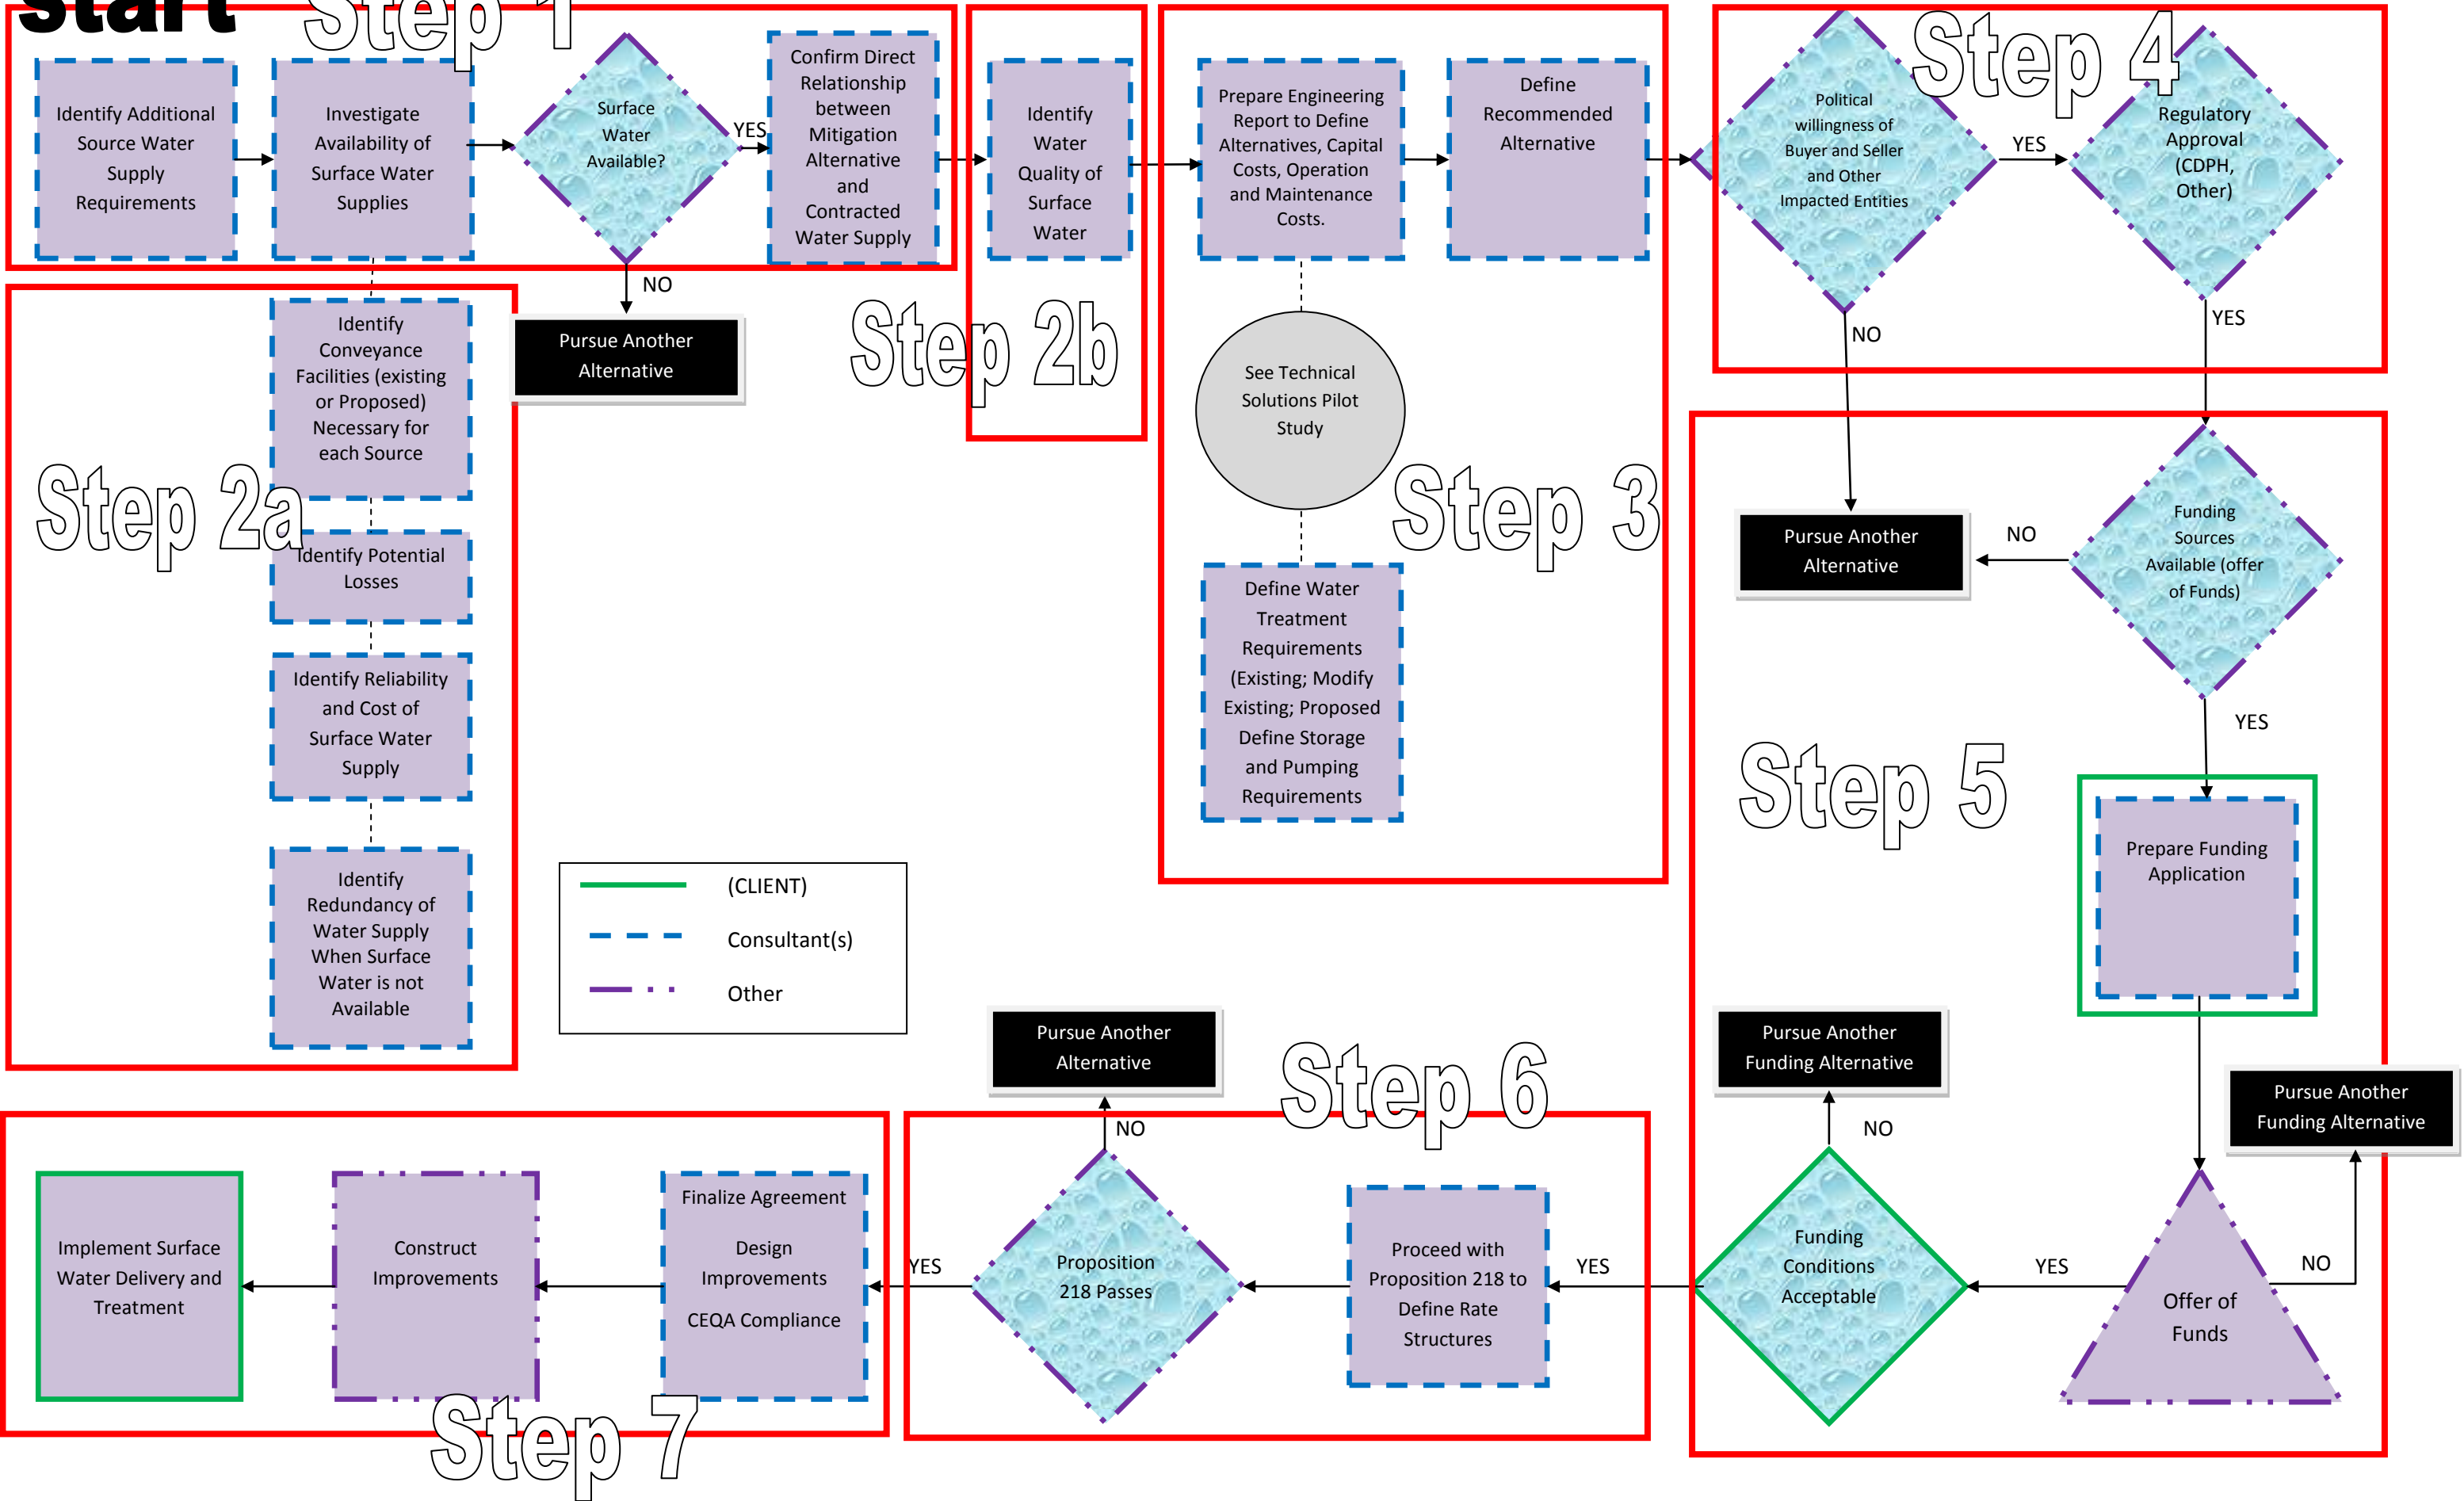 Start
Step 1
Identify Additional
Source Water
Supply
Requirements
Investigate
Availability of
Surface Water
Supplies
Surface
Water
Available?
YES
NO
Confirm Direct
Relationship
between
Mitigation
Alternative
and
Contracted
Water Supply
Pursue Another
Alternative
Step 2a
Identify
Conveyance
Facilities (existing
or Proposed)
Necessary for
each Source
Identify Potential
Losses
Identify Reliability
and Cost of
Surface Water
Supply
Identify
Redundancy of
Water Supply
When Surface
Water is not
Available
Step 2b
Identify
Water
Quality of
Surface
Water
Step 3
Prepare Engineering
Report to Define
Alternatives, Capital
Costs, Operation
and Maintenance
Costs.
Define
Recommended
Alternative
See Technical
Solutions Pilot
Study
Define Water
Treatment
Requirements
(Existing; Modify
Existing; Proposed
Define Storage
and Pumping
Requirements
Step 4
Political
willingness of
Buyer and Seller
and Other
Impacted Entities
YES
NO
Regulatory
Approval
(CDPH,
Other)
YES
Pursue Another
Alternative
Step 5
Funding
Sources
Available (offer
of Funds)
NO
YES
Prepare Funding
Application
Offer of
Funds
NO
Pursue Another
Funding Alternative
YES
Funding
Conditions
Acceptable
NO
Pursue Another
Funding Alternative
YES
Step 6
Proceed with
Proposition 218 to
Define Rate
Structures
Proposition
218 Passes
NO
Pursue Another
Alternative
YES
Step 7
Finalize Agreement
Design
Improvements
CEQA Compliance
Construct
Improvements
Implement Surface
Water Delivery and
Treatment
(CLIENT)
Consultant(s)
Other